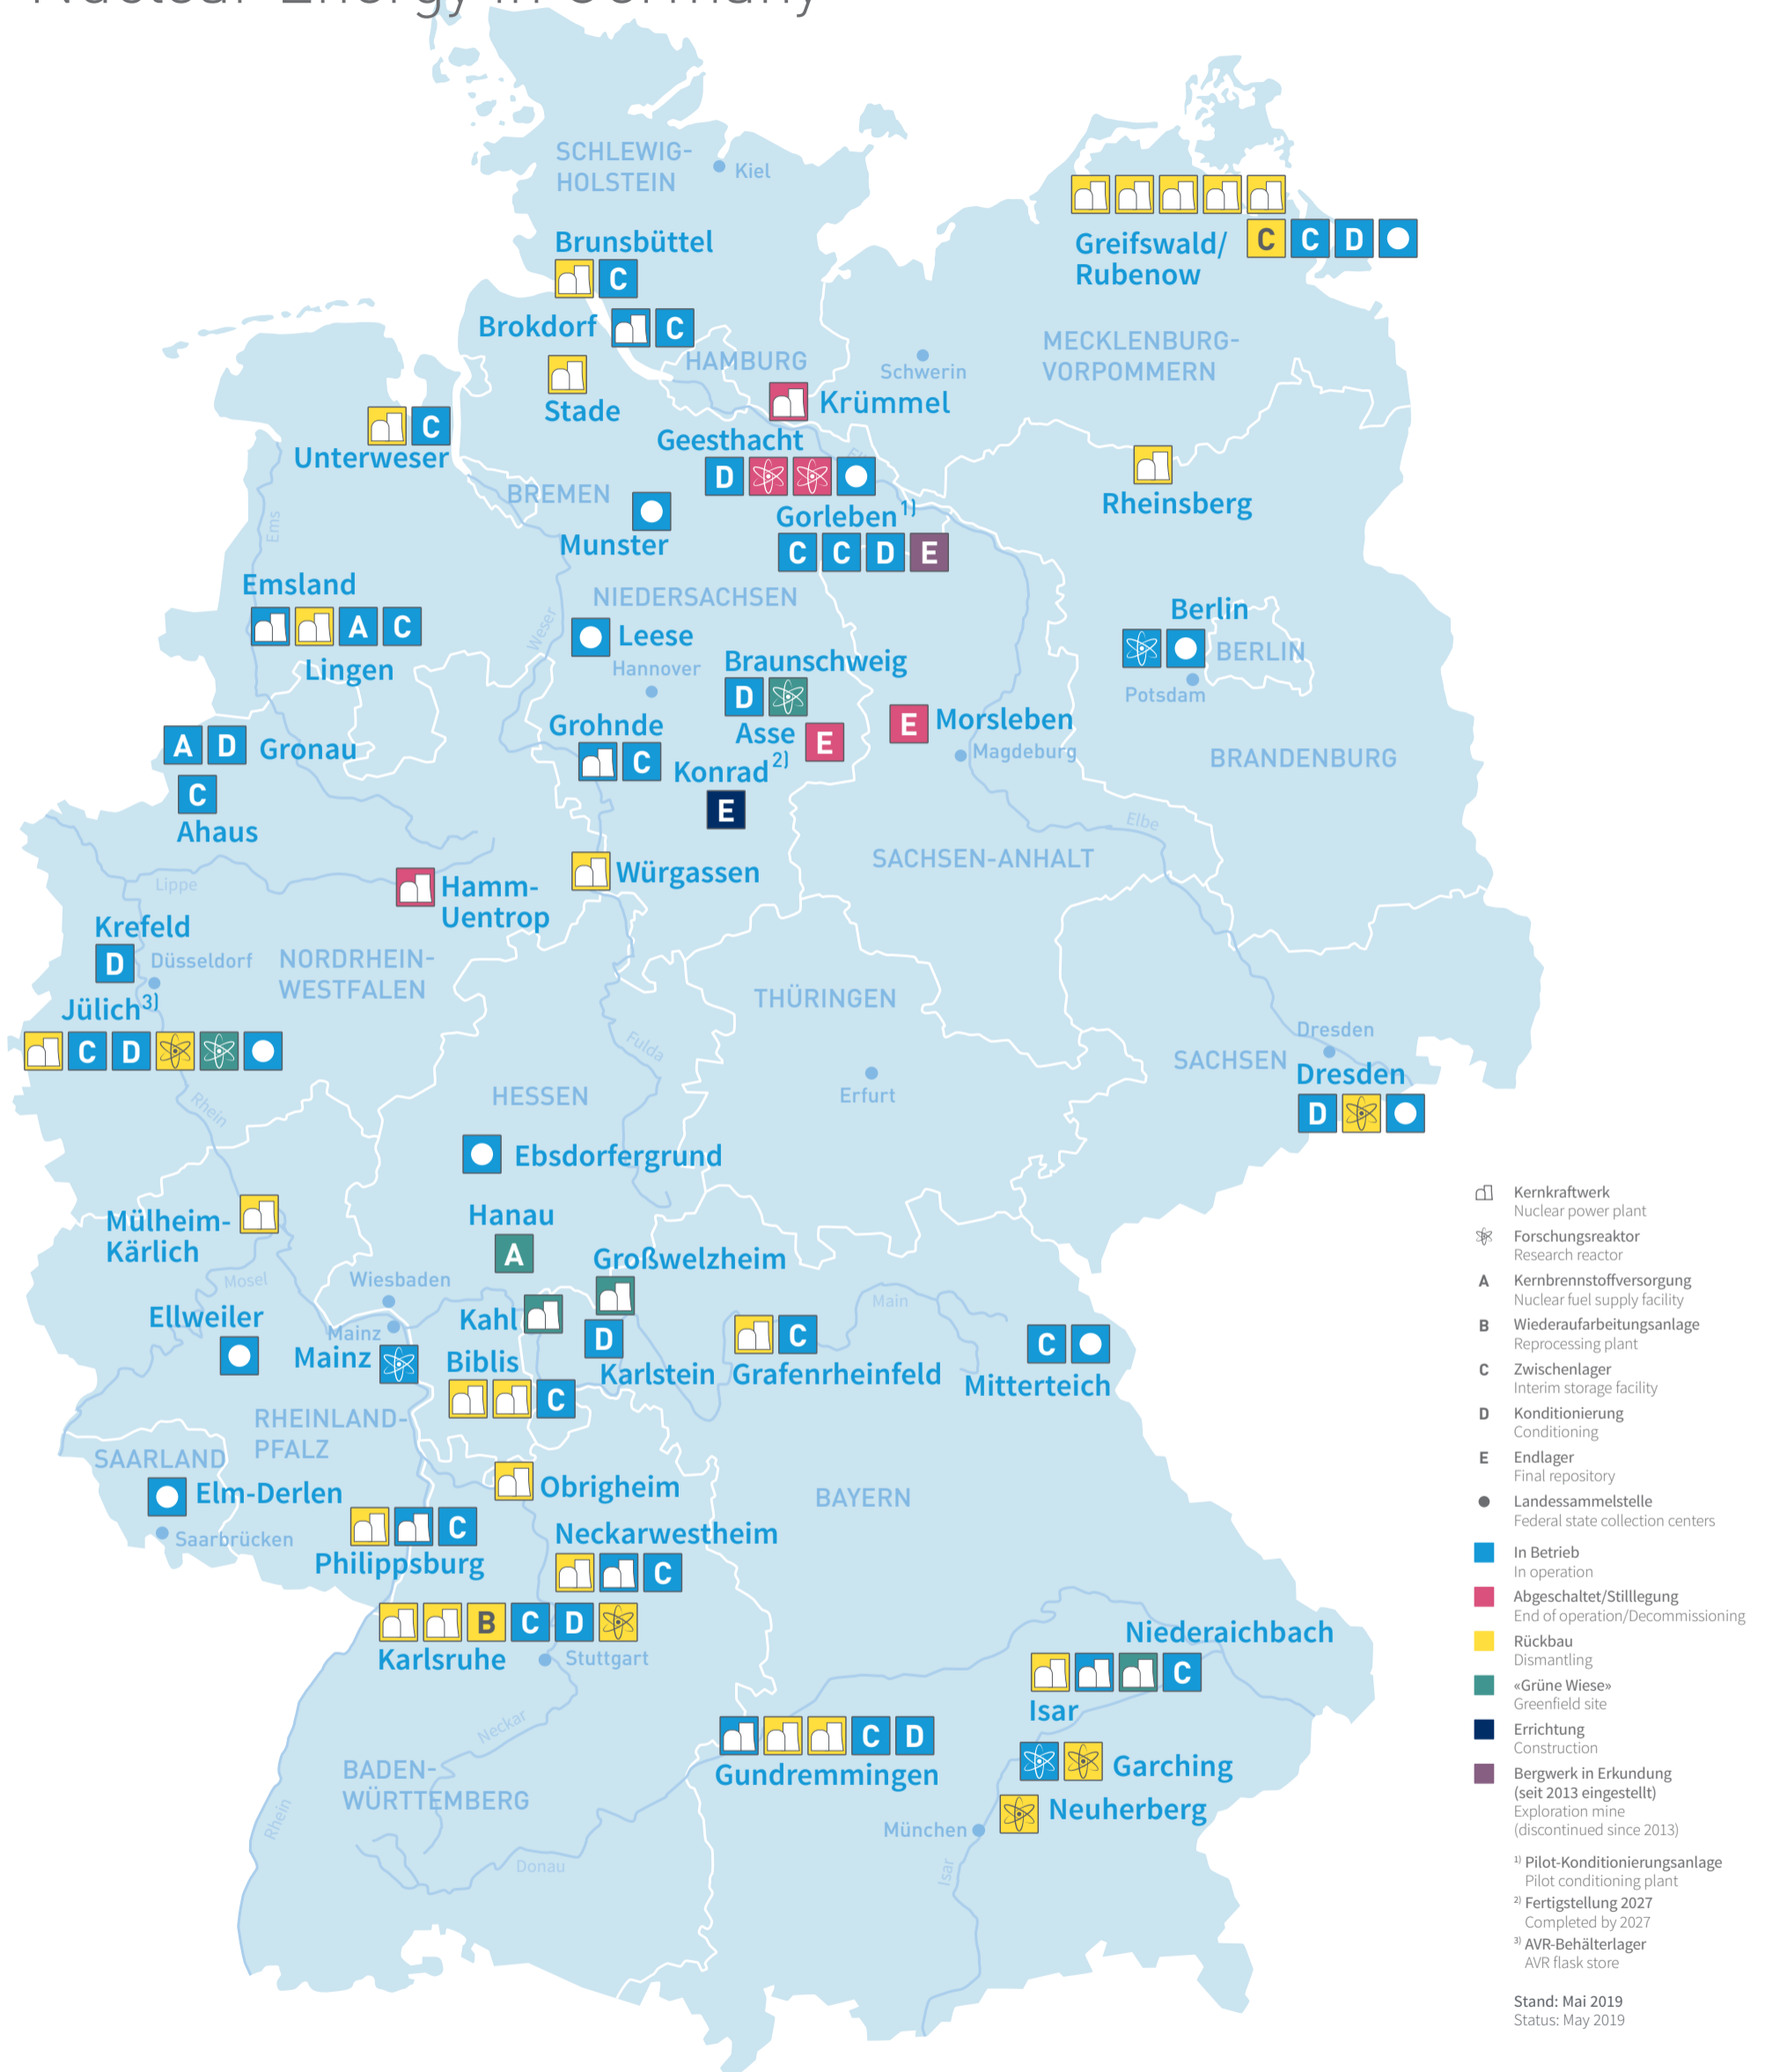 Nuclear Energy in Germany
SCHLEWIG-
HOLSTEIN
Kiel
Brunsbüttel
C
Brokdorf
C
Greifswald/
Rubenow
C C D
MECKLENBURG-
VORPOMMERN
HAMBURG
Schwerin
Stade
Krümmel
C
Unterweser
Geesthacht
D
Rheinsberg
BREMEN
Munster
Gorleben 1)
C C D E
Ems
Emsland
A C
Lingen
NIEDERSACHSEN
Weser
Leese
Hannover
Berlin
BERLIN
Potsdam
Braunschweig
D
Grohnde
C
Asse E
Konrad 2)
E
E Morsleben
Magdeburg
BRANDENBURG
A D Gronau
C
Ahaus
Elbe
SACHSEN-ANHALT
Würgassen
Lippe
Hamm-
Uentrop
Krefeld
D
Düsseldorf
NORDRHEIN-
WESTFALEN
Jülich 3)
C D
THÜRINGEN
Fulda
Rhein
HESSEN
Erfurt
SACHSEN
Dresden
Dresden
D
Ebsdorfergrund
Mülheim-
Kärlich
Hanau
A
Großwelzheim
Mosel
Wiesbaden
Kahl
Main
Ellweiler
Mainz
Mainz
Biblis
C
D
Karlstein
C
Grafenrheinfeld
C
Mitterteich
RHEINLAND-
PFALZ
SAARLAND
Elm-Derlen
Saarbrücken
Obrigheim
BAYERN
C
Philippsburg
Neckarwestheim
C
B C D
Karlsruhe
Stuttgart
Niederaichbach
C
Isar
Neckar
C D
Gundremmingen
Garching
Neuherberg
München
BADEN-
WÜRTTEMBERG
Rhein
Donau
Isar
Kernkraftwerk
Nuclear power plant
Forschungsreaktor
Research reactor
A Kernbrennstoffversorgung
Nuclear fuel supply facility
B Wiederaufarbeitungsanlage
Reprocessing plant
C Zwischenlager
Interim storage facility
D Konditionierung
Conditioning
E Endlager
Final repository
Landessammelstelle
Federal state collection centers
In Betrieb
In operation
Abgeschaltet/Stilllegung
End of operation/Decommissioning
Rückbau
Dismantling
«Grüne Wiese»
Greenfield site
Errichtung
Construction
Bergwerk in Erkundung
(seit 2013 eingestellt)
Exploration mine
(discontinued since 2013)
1) Pilot-Konditionierungsanlage
Pilot conditioning plant
2) Fertigstellung 2027
Completed by 2027
3) AVR-Behälterlager
AVR flask store
Stand: Mai 2019
Status: May 2019